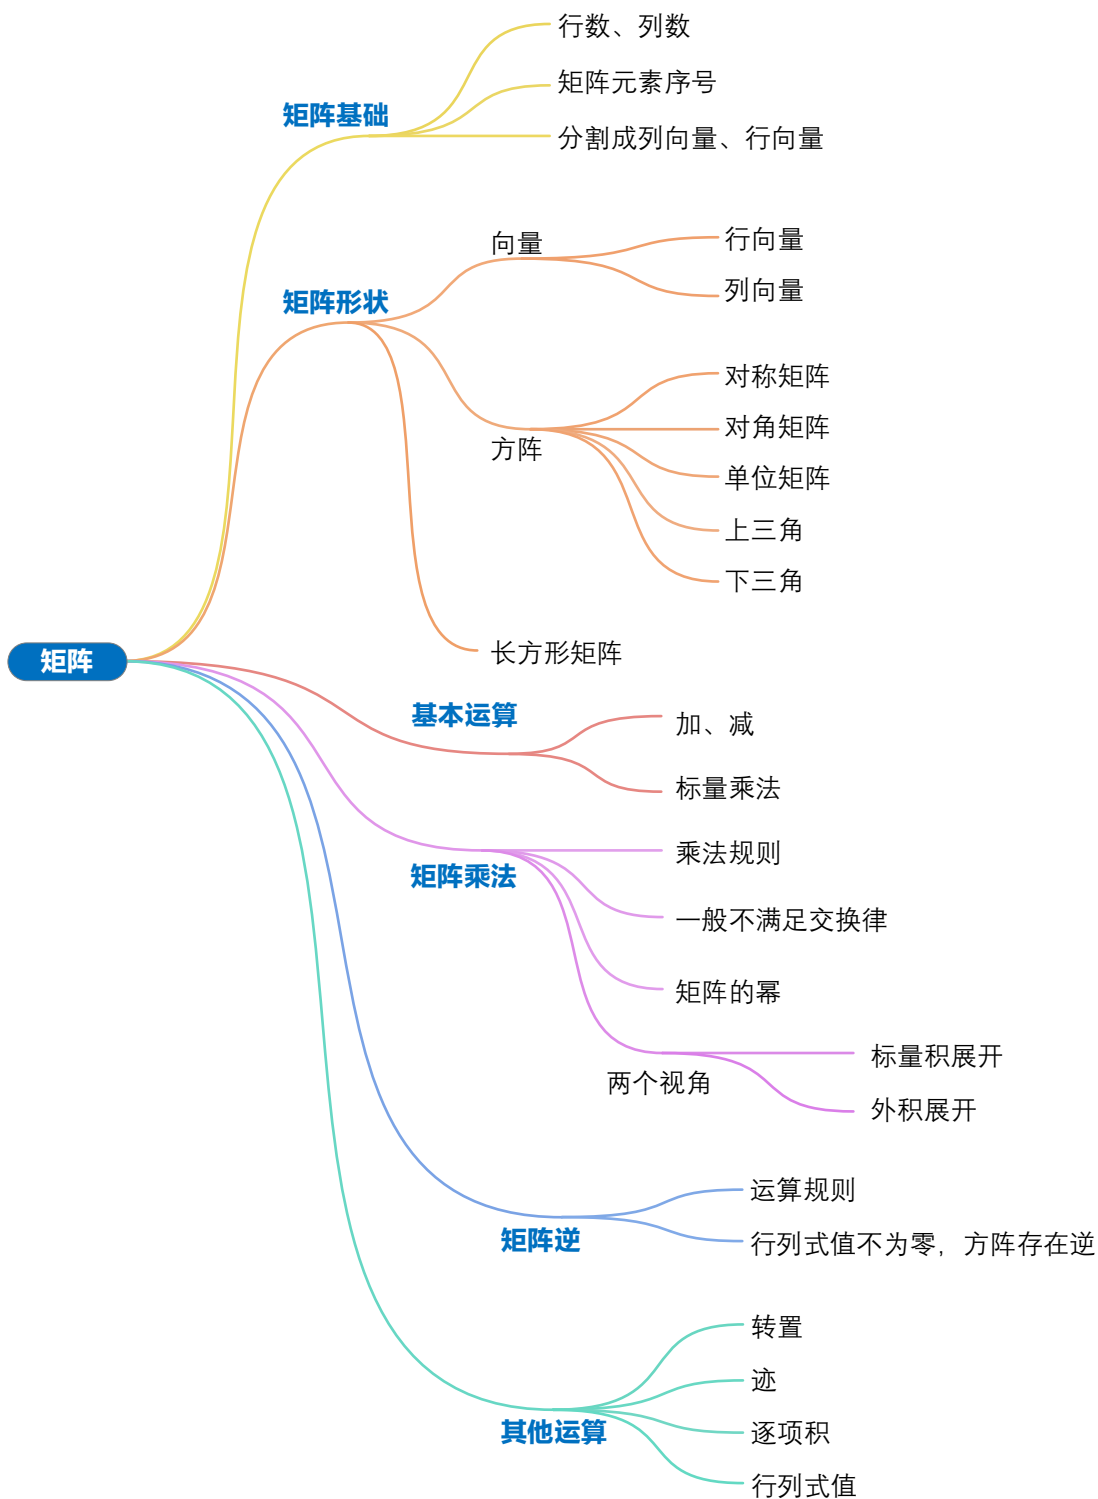 行数、列数
矩阵元素序号
矩阵基础
分割成列向量、行向量
向量
行向量
列向量
矩阵形状
对称矩阵
对角矩阵
方阵
单位矩阵
上三角
下三角
长方形矩阵
矩阵
基本运算
加、减
标量乘法
乘法规则
矩阵乘法
一般不满足交换律
矩阵的幂
两个视角
标量积展开
外积展开
运算规则
矩阵逆
行列式值不为零，方阵存在逆
转置
迹
其他运算
逐项积
行列式值